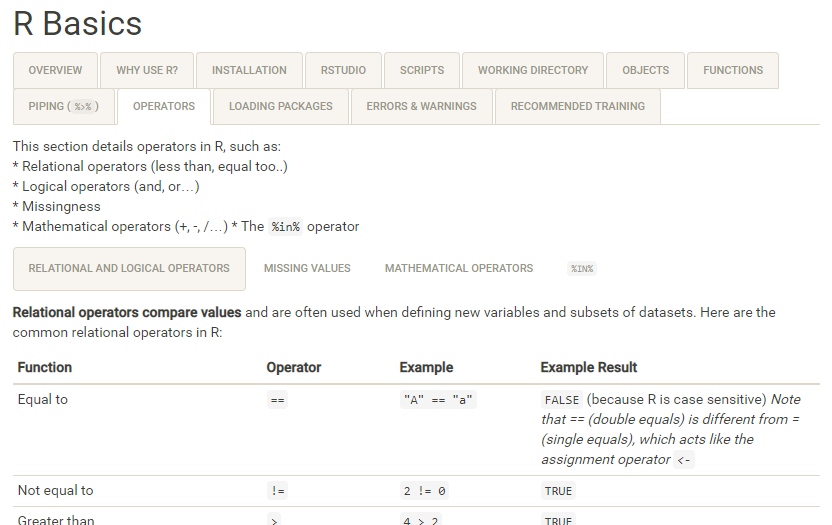 R Basics
OVERVIEW WHY USE R? INSTALLATION RSTUDIO SCRIPTS WORKING DIRECTORY OBJECTS FUNCTIONS
PIPING ( %>% ) OPERATORS LOADING PACKAGES ERRORS & WARNINGS RECOMMENDED TRAINING
This section details operators in R, such as:
* Relational operators (less than, equal too..)
* Logical operators (and, or…)
* Missingness
* Mathematical operators (+, -, /…) * The %in% operator
RELATIONAL AND LOGICAL OPERATORS MISSING VALUES MATHEMATICAL OPERATORS %IN%
Relational operators compare values and are often used when defining new variables and subsets of datasets. Here are the
common relational operators in R:
Function Operator Example Example Result
Equal to == "A" == "a" FALSE (because R is case sensitive) Note
that == (double equals) is different from =
(single equals), which acts like the
assignment operator <-
Not equal to != 2 != 0 TRUE
Greater than > 4 > 2 TRUE